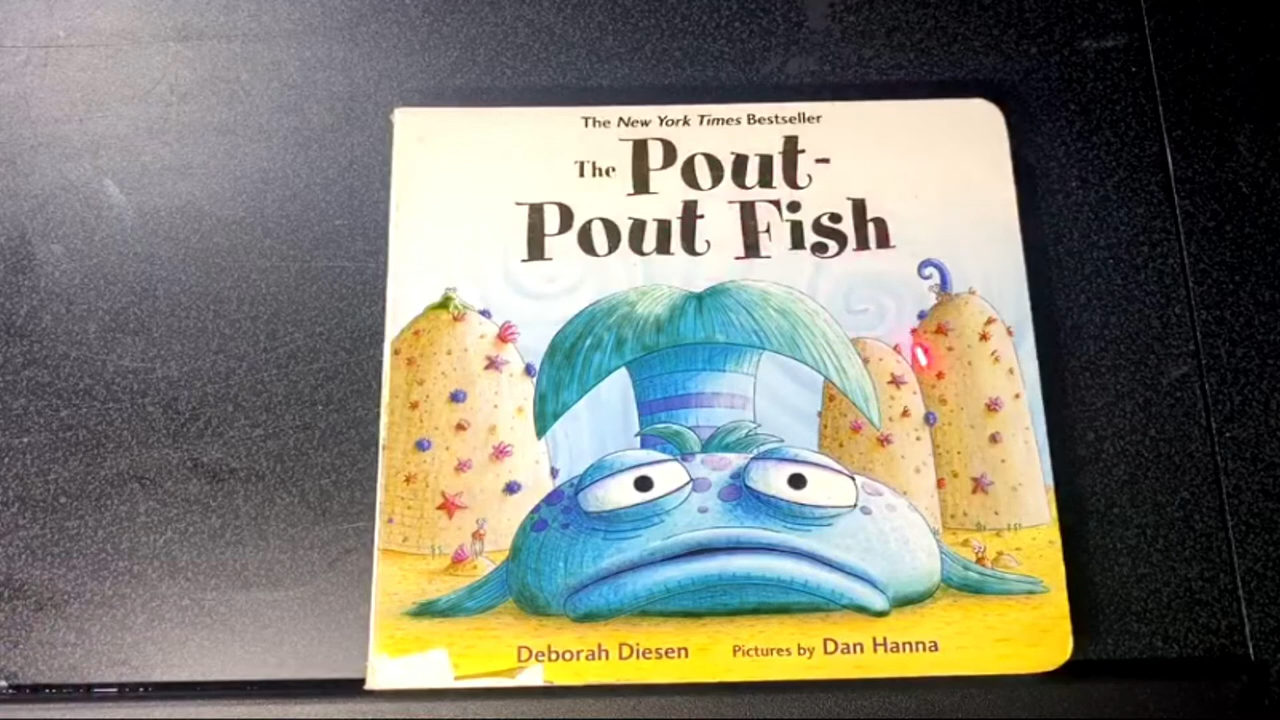 The New York Times Bestseller
The Pout-
Pout Fish
Deborah Diesen Pictures by Dan Hanna